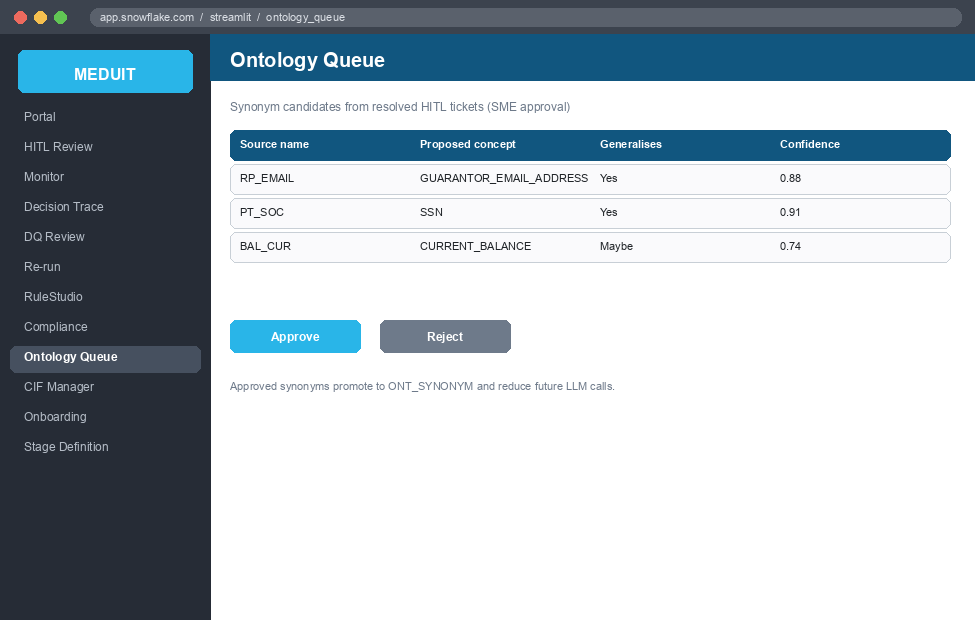 app.snowflake.com / streamlit / ontology_queue
MEDUIT
Portal
HITL Review
Monitor
Decision Trace
DQ Review
Re-run
RuleStudio
Compliance
Ontology Queue
CIF Manager
Onboarding
Stage Definition
Ontology Queue
Synonym candidates from resolved HITL tickets (SME approval)
Source name Proposed concept Generalises Confidence
RP_EMAIL GUARANTOR_EMAIL_ADDRESS Yes 0.88
PT_SOC SSN Yes 0.91
BAL_CUR CURRENT_BALANCE Maybe 0.74
Approve Reject
Approved synonyms promote to ONT_SYNONYM and reduce future LLM calls.